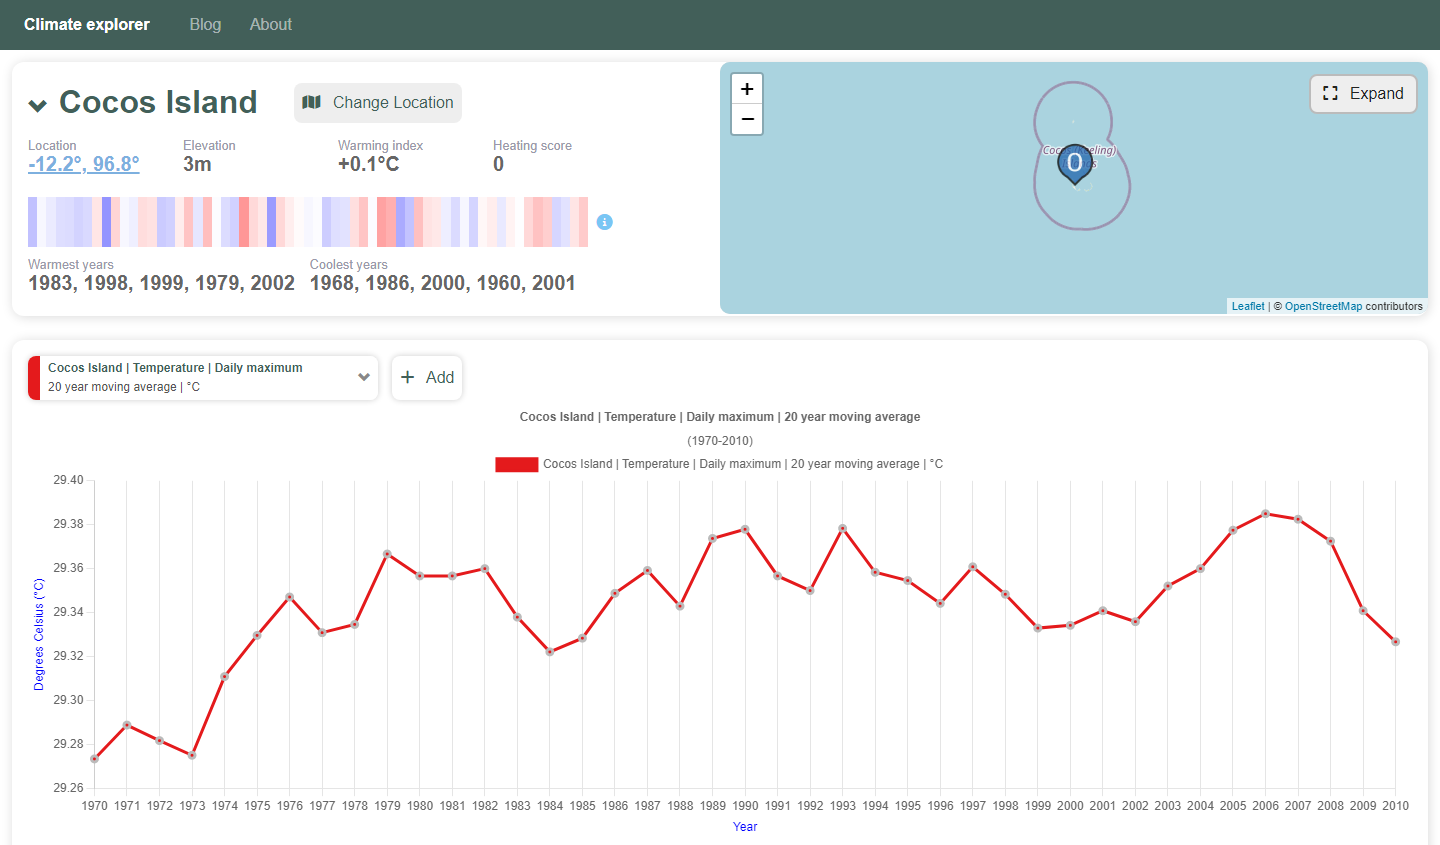 Climate explorer Blog About
Cocos Island
Change Location
Location Elevation Warming index Heating score
-12.2°, 96.8° 3m +0.1°C 0
Warmest years Coolest years
1983, 1998, 1999, 1979, 2002 1968, 1986, 2000, 1960, 2001
+
−
Expand
0
Leaflet | © OpenStreetMap contributors
Cocos Island | Temperature | Daily maximum
20 year moving average | °C
+ Add
Cocos Island | Temperature | Daily maximum | 20 year moving average
(1970-2010)
Cocos Island | Temperature | Daily maximum | 20 year moving average | °C
Degrees Celsius (°C)
29.40
29.38
29.36
29.34
29.32
29.30
29.28
29.26
1970 1971 1972 1973 1974 1975 1976 1977 1978 1979 1980 1981 1982 1983 1984 1985 1986 1987 1988 1989 1990 1991 1992 1993 1994 1995 1996 1997 1998 1999 2000 2001 2002 2003 2004 2005 2006 2007 2008 2009 2010
Year